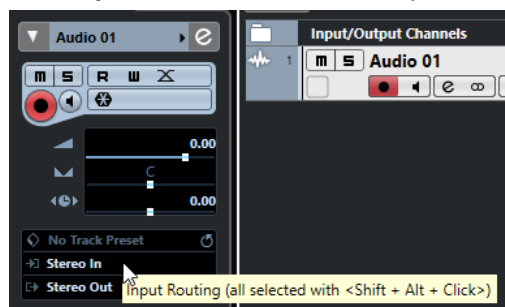 Audio 01
m S R W
0.00
C
0.00
No Track Preset
Stereo In
Stereo Out
Input/Output Channels
1 m S Audio 01
e
Input Routing (all selected with <Shift + Alt + Click>)